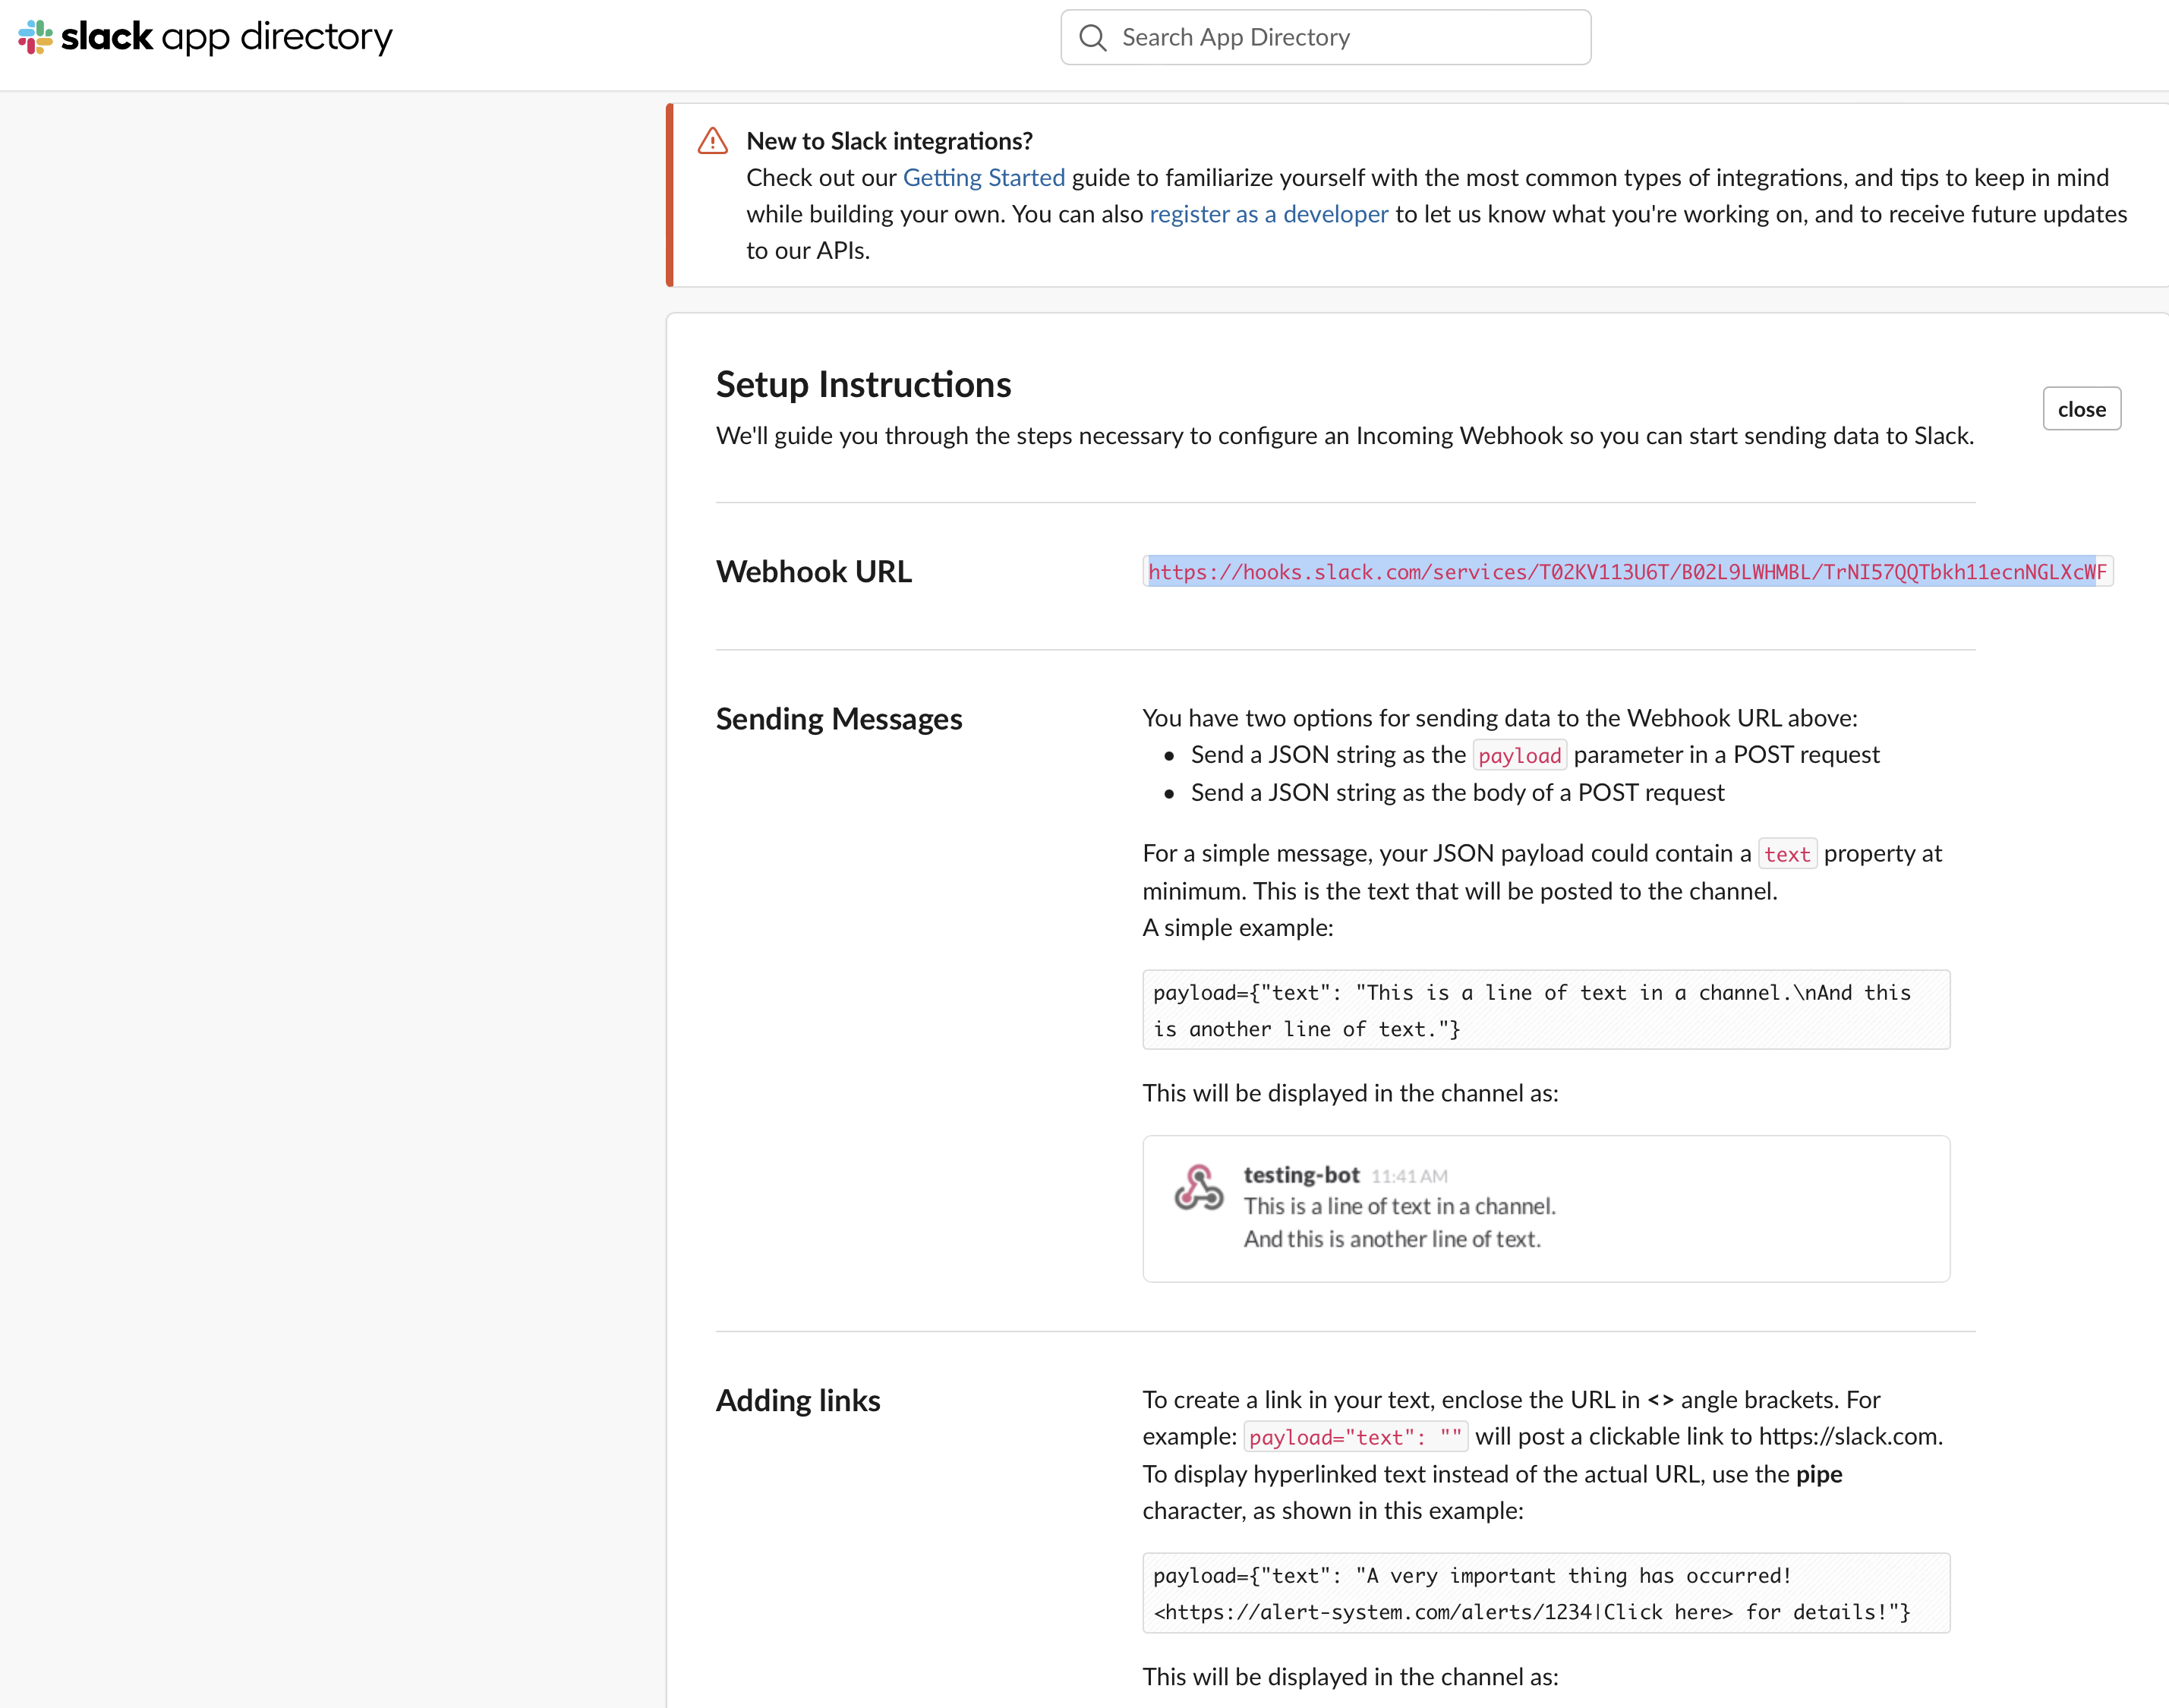 slack app directory
Search App Directory
New to Slack integrations?
Check out our Getting Started guide to familiarize yourself with the most common types of integrations, and tips to keep in mind
while building your own. You can also register as a developer to let us know what you're working on, and to receive future updates
to our APIs.
Setup Instructions
close
We'll guide you through the steps necessary to configure an Incoming Webhook so you can start sending data to Slack.
Webhook URL
https://hooks.slack.com/services/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
Sending Messages
You have two options for sending data to the Webhook URL above:
• Send a JSON string as the payload parameter in a POST request
• Send a JSON string as the body of a POST request
For a simple message, your JSON payload could contain a text property at
minimum. This is the text that will be posted to the channel.
A simple example:
payload={"text": "This is a line of text in a channel.\nAnd this
is another line of text."}
This will be displayed in the channel as:
testing-bot 11:41 AM
This is a line of text in a channel.
And this is another line of text.
Adding links
To create a link in your text, enclose the URL in <> angle brackets. For
example: payload="text": "" will post a clickable link to https://slack.com.
To display hyperlinked text instead of the actual URL, use the pipe
character, as shown in this example:
payload={"text": "A very important thing has occurred!
<https://alert-system.com/alerts/1234|Click here> for details!"}
This will be displayed in the channel as: